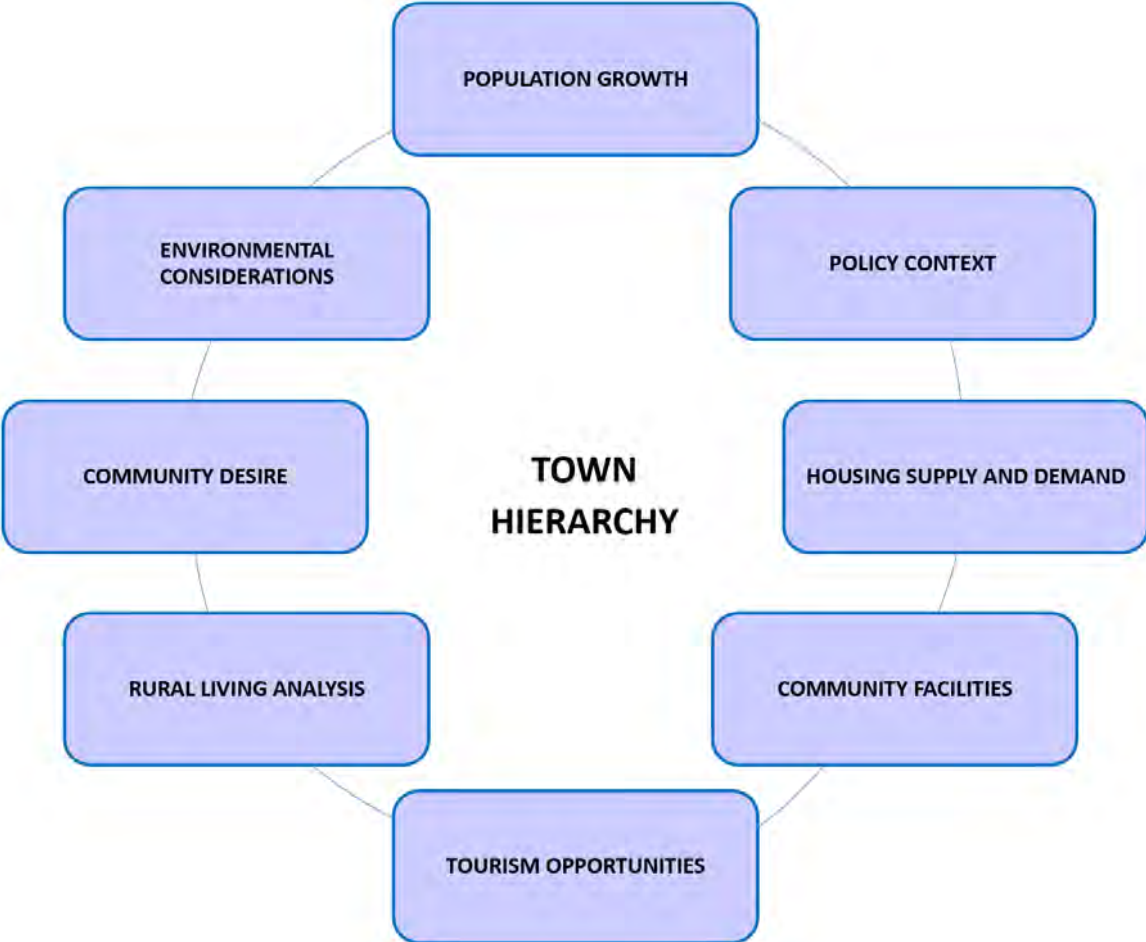 POPULATION GROWTH
ENVIRONMENTAL
CONSIDERATIONS
POLICY CONTEXT
COMMUNITY DESIRE
TOWN
HIERARCHY
HOUSING SUPPLY AND DEMAND
RURAL LIVING ANALYSIS
COMMUNITY FACILITIES
TOURISM OPPORTUNITIES